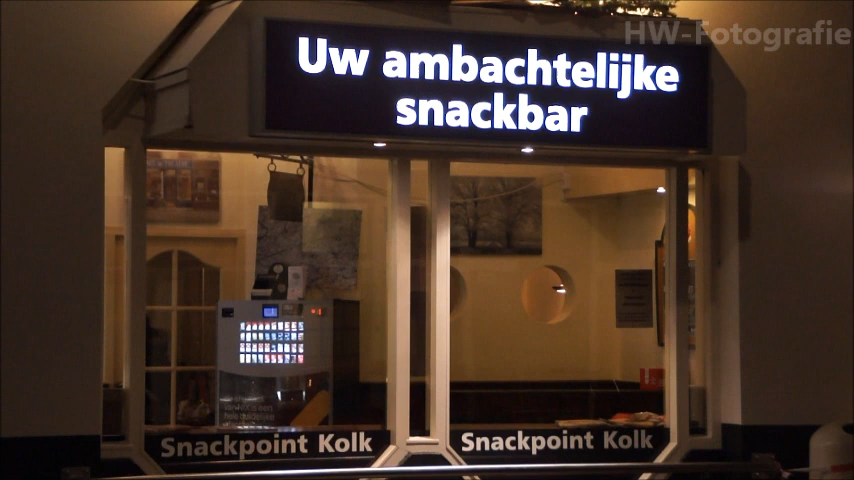 HW-Fotografie
Uw ambachtelijke
snackbar
Snackpoint Kolk
Snackpoint Kolk